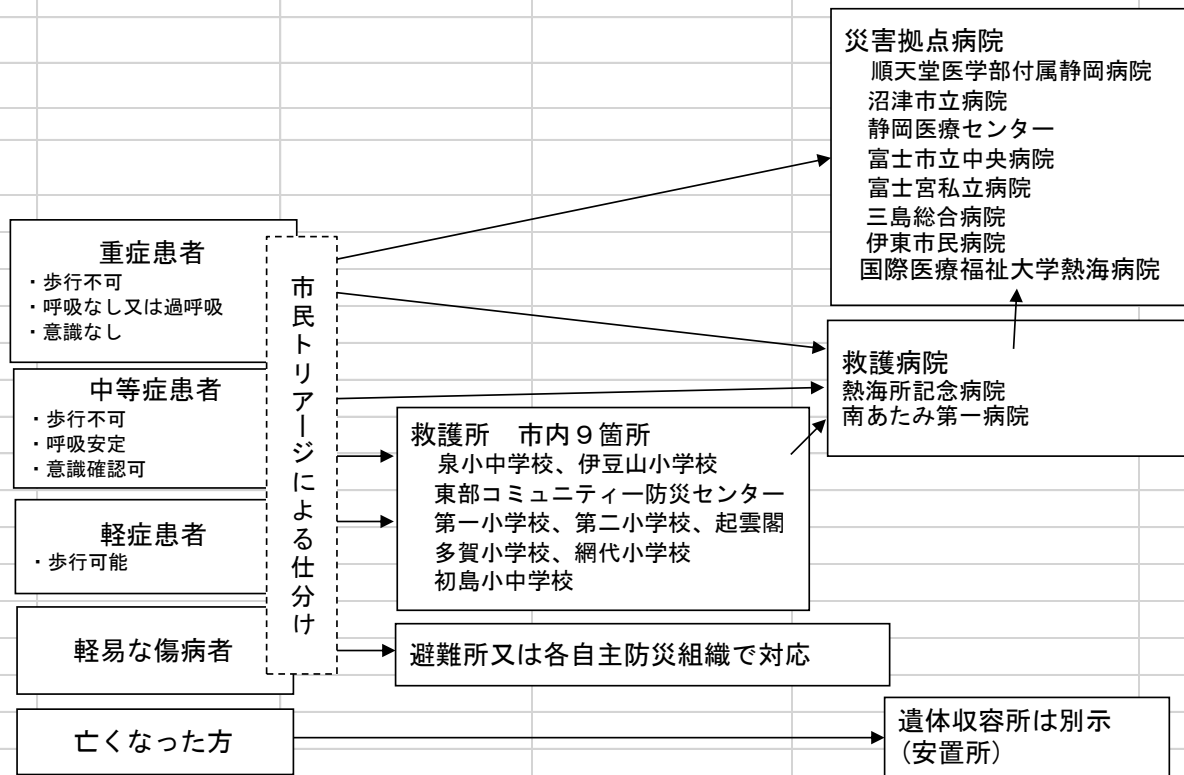 災害拠点病院
順天堂医学部付属静岡病院
沼津市立病院
静岡医療センター
富士市立中央病院
富士宮私立病院
三島総合病院
伊東市民病院
国際医療福祉大学熱海病院
重症患者
・歩行不可
・呼吸なし又は過呼吸
・意識なし
中等症患者
・歩行不可
・呼吸安定
・意識確認可
軽症患者
・歩行可能
軽易な傷病者
亡くなった方
市民トリアージによる仕分け
救護病院
熱海所記念病院
南あたみ第一病院
救護所　市内９箇所
泉小中学校、伊豆山小学校
東部コミュニティー防災センター
第一小学校、第二小学校、起雲閣
多賀小学校、網代小学校
初島小中学校
避難所又は各自主防災組織で対応
遺体収容所は別示
（安置所）